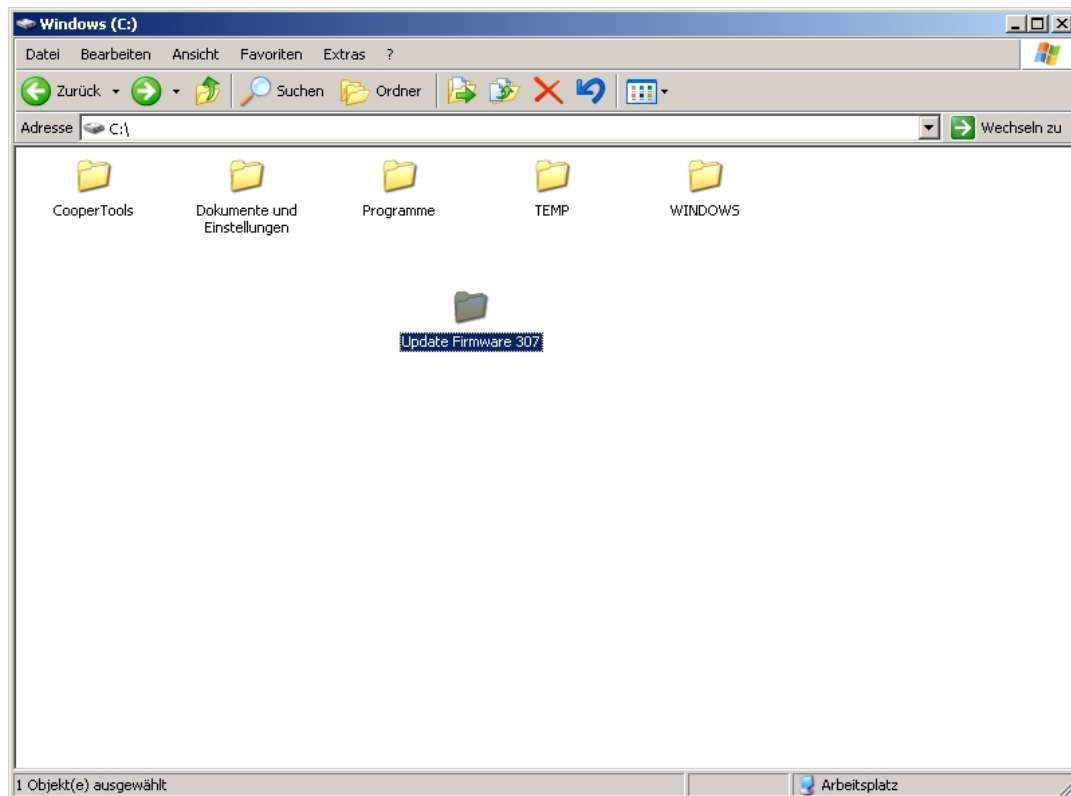 Windows (C:)
Datei Bearbeiten Ansicht Favoriten Extras ?
Zurück Suchen Ordner
Adresse C:\ Wechseln zu
CooperTools Dokumente und Einstellungen Programme TEMP WINDOWS
Update Firmware 307
1 Objekt(e) ausgewählt Arbeitsplatz